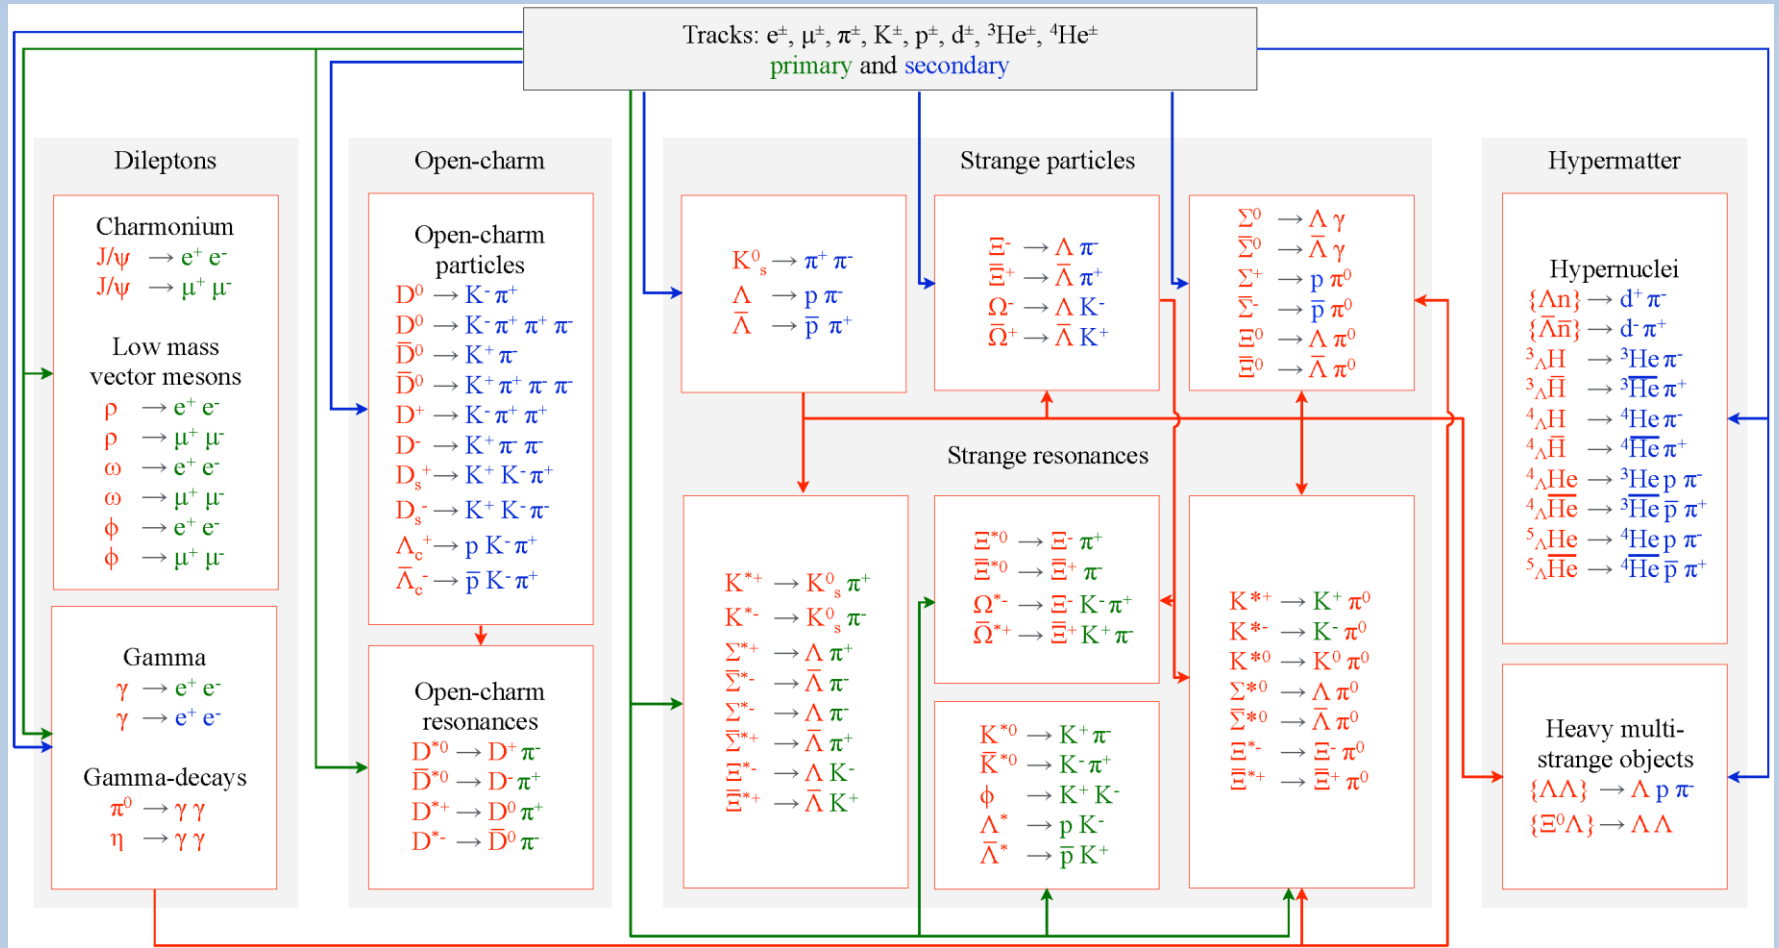 Tracks: e±, μ±, π±, K±, p±, d±, ³He±, ⁴He±
primary and secondary
Dileptons
Charmonium
J/ψ → e⁺ e⁻
J/ψ → μ⁺ μ⁻
Low mass
vector mesons
ρ → e⁺ e⁻
ρ → μ⁺ μ⁻
ω → e⁺ e⁻
ω → μ⁺ μ⁻
ϕ → e⁺ e⁻
ϕ → μ⁺ μ⁻
Gamma
γ → e⁺ e⁻
γ → e⁺ e⁻
Gamma-decays
π⁰ → γ γ
η → γ γ
Open-charm
Open-charm
particles
D⁰ → K⁻ π⁺
D⁰ → K⁻ π⁺ π⁺ π⁻
D̅⁰ → K⁺ π⁻
D̅⁰ → K⁺ π⁺ π⁻ π⁻
D⁺ → K⁻ π⁺ π⁺
D⁻ → K⁺ π⁻ π⁻
Dₛ⁺ → K⁺ K⁻ π⁺
Dₛ⁻ → K⁺ K⁻ π⁻
Λc⁺ → p K⁻ π⁺
Λ̅c⁻ → p̅ K⁻ π⁺
Open-charm
resonances
D*⁰ → D⁺ π⁻
D̅*⁰ → D⁻ π⁺
D*⁺ → D⁰ π⁺
D*⁻ → D̅⁰ π⁻
Strange particles
K⁰ₛ → π⁺ π⁻
Λ → p π⁻
Λ̅ → p̅ π⁺
Ξ⁻ → Λ π⁻
Ξ̅⁺ → Λ̅ π⁺
Ω⁻ → Λ K⁻
Ω̅⁺ → Λ̅ K⁺
Σ⁰ → Λ γ
Σ̅⁰ → Λ̅ γ
Σ⁺ → p π⁰
Σ̅⁻ → p̅ π⁰
Ξ⁰ → Λ π⁰
Ξ̅⁰ → Λ̅ π⁰
Strange resonances
K*⁺ → K⁰ₛ π⁺
K*⁻ → K⁰ₛ π⁻
Σ*⁺ → Λ π⁺
Σ̅*⁻ → Λ̅ π⁻
Σ*⁻ → Λ π⁻
Σ̅*⁺ → Λ̅ π⁺
Ξ*⁻ → Λ K⁻
Ξ̅*⁺ → Λ̅ K⁺
Ξ*⁰ → Ξ⁻ π⁺
Ξ̅*⁰ → Ξ̅⁺ π⁻
Ω*⁻ → Ξ⁻ K⁻ π⁺
Ω̅*⁺ → Ξ̅⁺ K⁺ π⁻
K*⁰ → K⁺ π⁻
K̅*⁰ → K⁻ π⁺
ϕ → K⁺ K⁻
Λ* → p K⁻
Λ̅* → p̅ K⁺
K*⁺ → K⁺ π⁰
K*⁻ → K⁻ π⁰
K*⁰ → K⁰ π⁰
Σ*⁰ → Λ π⁰
Σ̅*⁰ → Λ̅ π⁰
Ξ*⁻ → Ξ⁻ π⁰
Ξ̅*⁺ → Ξ̅⁺ π⁰
Hypermatter
Hypernuclei
{Λn} → d⁺ π⁻
{Λ̅n̅} → d⁻ π⁺
³ΛH → ³He π⁻
³ΛH̅ → ³H̅e̅ π⁺
⁴ΛH → ⁴He π⁻
⁴ΛH̅ → ⁴H̅e̅ π⁺
⁴ΛHe → ³He p π⁻
⁴ΛH̅e̅ → ³H̅e̅ p̅ π⁺
⁵ΛHe → ⁴He p π⁻
⁵ΛH̅e̅ → ⁴H̅e̅ p̅ π⁺
Heavy multi-
strange objects
{ΛΛ} → Λ p π⁻
{Ξ⁰Λ} → Λ Λ